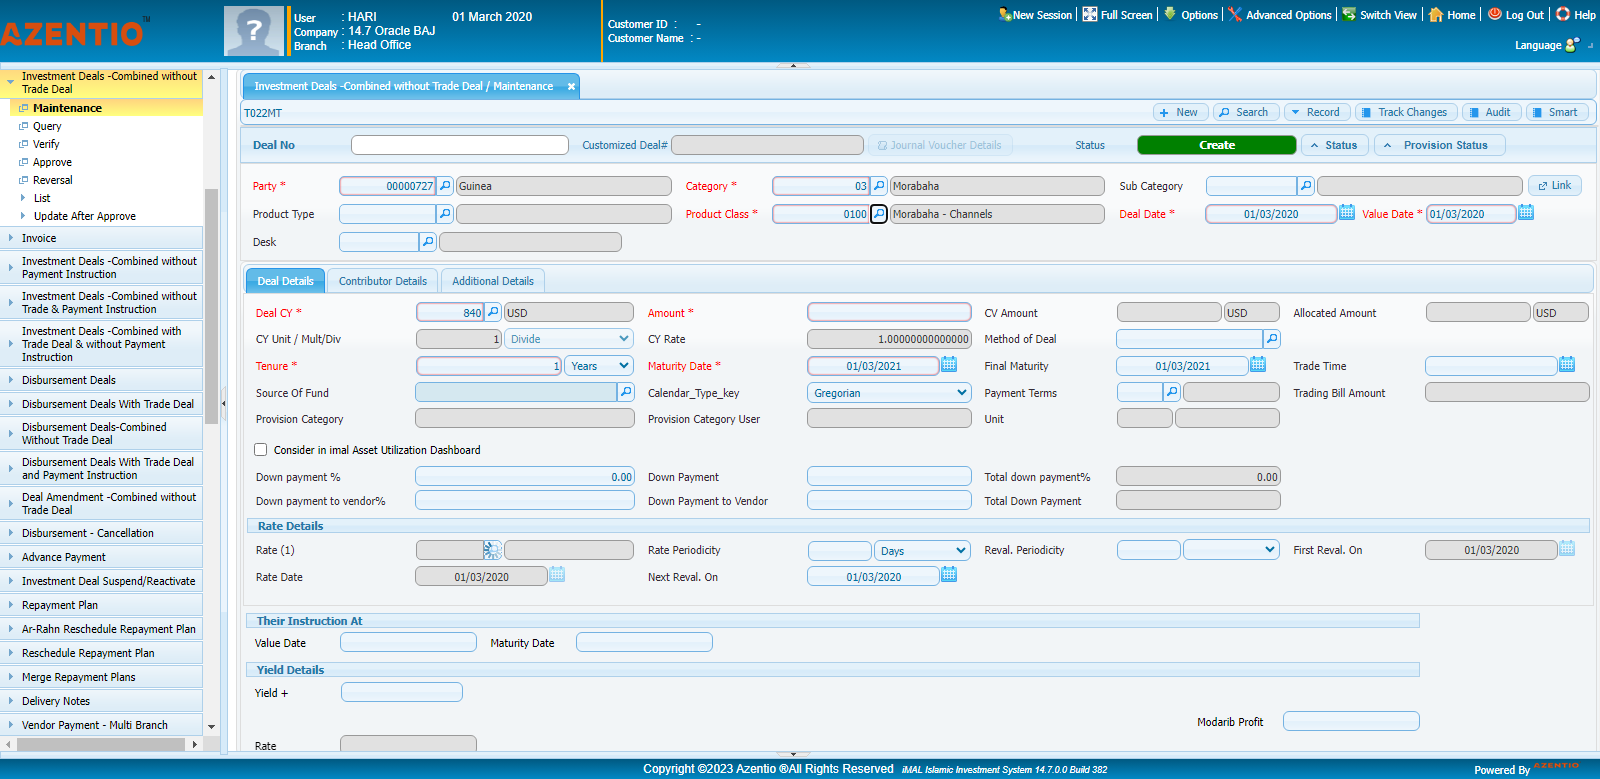 AZENTIO TM
User : HARI 01 March 2020
Company : 14.7 Oracle BAJ
Branch : Head Office
Customer ID : -
Customer Name : -
New Session Full Screen Options Advanced Options Switch View Home Log Out Help
Language
Investment Deals -Combined without
Trade Deal
Maintenance
Query
Verify
Approve
Reversal
List
Update After Approve
Invoice
Investment Deals -Combined without
Payment Instruction
Investment Deals -Combined without
Trade & Payment Instruction
Investment Deals -Combined with
Trade Deal & without Payment
Instruction
Disbursement Deals
Disbursement Deals With Trade Deal
Disbursement Deals-Combined
Without Trade Deal
Disbursement Deals With Trade Deal
and Payment Instruction
Deal Amendment -Combined without
Trade Deal
Disbursement - Cancellation
Advance Payment
Investment Deal Suspend/Reactivate
Repayment Plan
Ar-Rahn Reschedule Repayment Plan
Reschedule Repayment Plan
Merge Repayment Plans
Delivery Notes
Vendor Payment - Multi Branch
Investment Deals -Combined without Trade Deal / Maintenance
T022MT New Search Record Track Changes Audit Smart
Deal No Customized Deal# Journal Voucher Details Status Create Status Provision Status
Party * 00000727 Guinea Category * 03 Morabaha Sub Category Link
Product Type Product Class * 0100 Morabaha - Channels Deal Date * 01/03/2020 Value Date * 01/03/2020
Desk
Deal Details Contributor Details Additional Details
Deal CY * 840 USD Amount * CV Amount USD Allocated Amount USD
CY Unit / Mult/Div 1 Divide CY Rate 1.00000000000000 Method of Deal
Tenure * 1 Years Maturity Date * 01/03/2021 Final Maturity 01/03/2021 Trade Time
Source Of Fund Calendar_Type_key Gregorian Payment Terms Trading Bill Amount
Provision Category Provision Category User Unit
Consider in imal Asset Utilization Dashboard
Down payment % 0.00 Down Payment Total down payment% 0.00
Down payment to vendor% Down Payment to Vendor Total Down Payment
Rate Details
Rate (1) Rate Periodicity Days Reval. Periodicity First Reval. On 01/03/2020
Rate Date 01/03/2020 Next Reval. On 01/03/2020
Their Instruction At
Value Date Maturity Date
Yield Details
Yield +
Modarib Profit
Rate
Copyright ©2023 Azentio ®All Rights Reserved iMAL Islamic Investment System 14.7.0.0 Build 382
Powered By AZENTIO